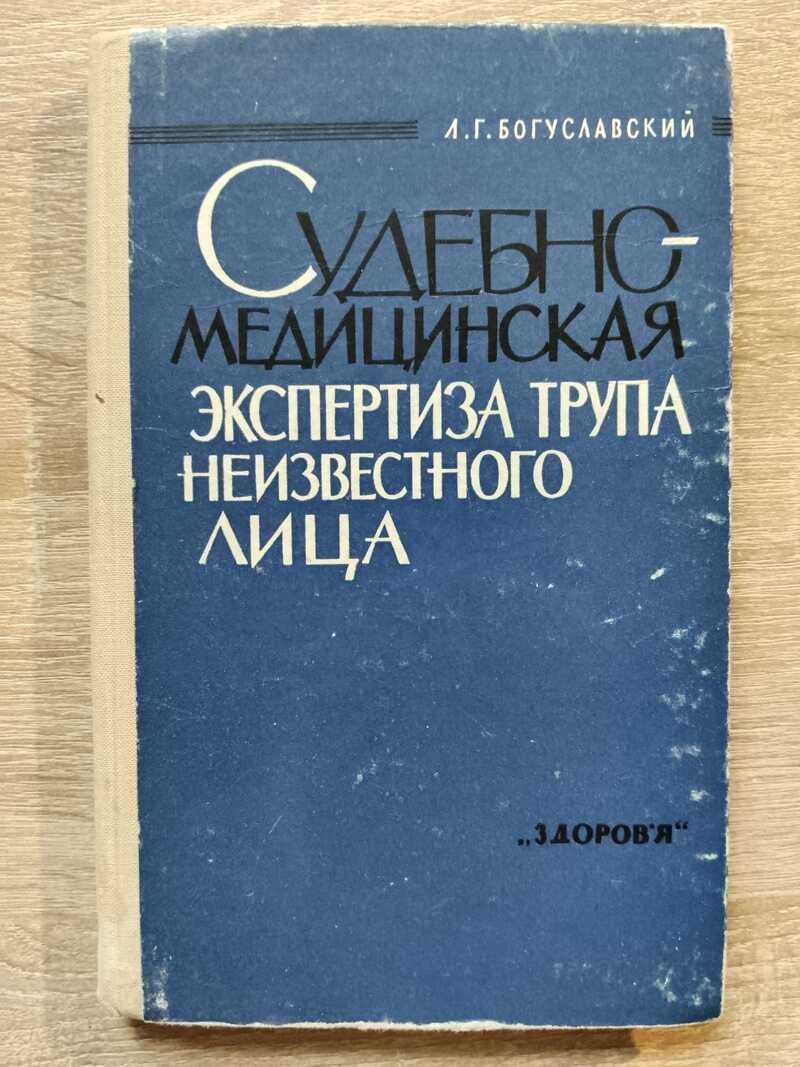 Л.Г. БОГУСЛАВСКИЙ
СУДЕБНО-
МЕДИЦИНСКАЯ
ЭКСПЕРТИЗА ТРУПА
НЕИЗВЕСТНОГО
ЛИЦА
„ЗДОРОВ'Я“